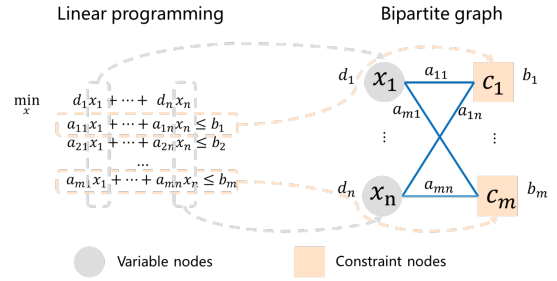 Linear programming
Bipartite graph
min
x
d₁x₁ + ⋯ + dₙxₙ
a₁₁x₁ + ⋯ + a₁ₙxₙ ≤ b₁
a₂₁x₁ + ⋯ + a₂ₙxₙ ≤ b₂
...
aₘ₁x₁ + ⋯ + aₘₙxₙ ≤ bₘ
d₁ x₁ a₁₁ c₁ b₁
aₘ₁ a₁ₙ
⋮ ⋮
dₙ xₙ aₘₙ cₘ bₘ
Variable nodes
Constraint nodes